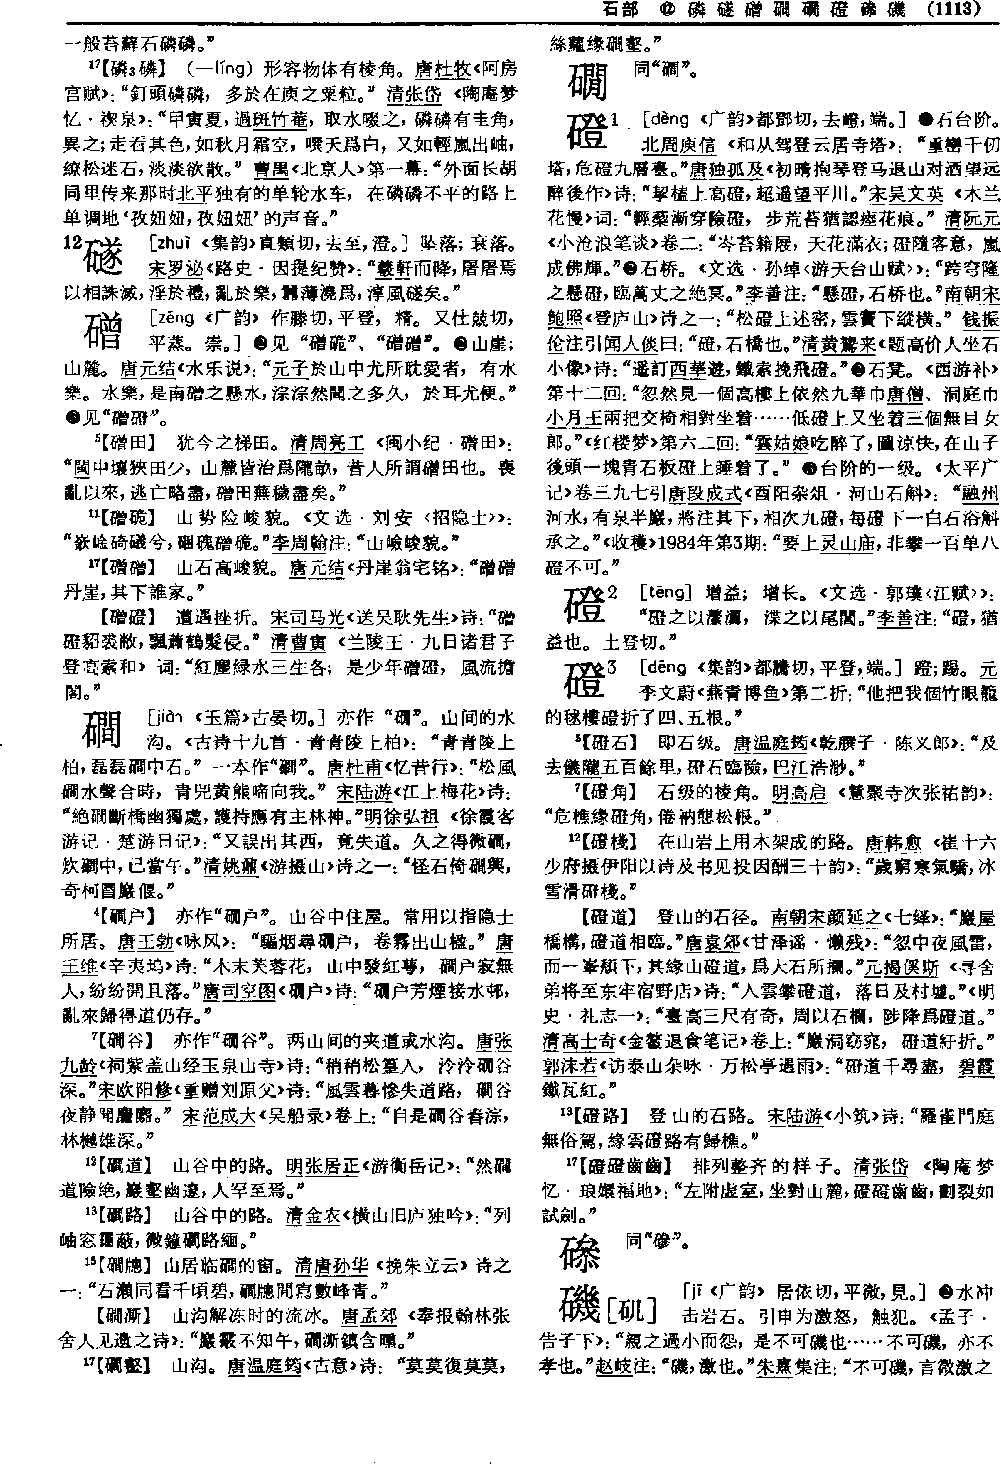 石部 ⑫ 磷 䃍 磳 磵 磵 磴 磉 磯 (1113)
一般苔蘚石磷磷。”
¹⁷【磷₃磷】 (—lǐng) 形容物体有棱角。唐杜牧《阿房
宫赋》:“釘頭磷磷, 多於在庾之粟粒。” 清张岱 《陶庵梦
忆·禊泉》:“甲寅夏,過斑竹菴, 取水啜之, 磷磷有圭角,
異之;走看其色,如秋月霜空, 噀天爲白; 又如輕嵐出岫,
繚松迷石,淡淡欲散。” 曹禺《北京人》第一幕:“外面长胡
同里传来那时北平独有的单轮水车, 在磷磷不平的路上
单调地‘孜妞妞,孜妞妞’的声音。”
12䃍 [zhuì 《集韵》直類切,去至,澄。] 坠落; 衰落。
宋罗泌《路史·因提纪赞》:“羲軒而降,屠屠焉
以相誅滅,淫於禮,亂於樂,醨薄澆爲,淳風䃍矣。”
磳 [zēng 《广韵》 作滕切,平登, 精。又仕兢切,
平蒸。崇。] ❶见 “磳硊”、“磳磳”。❷山崖;
山麓。唐元结《水乐说》:“元子於山中尤所耽愛者, 有水
樂。水樂,是南磳之懸水,淙淙然聞之多久, 於耳尤便。”
❸见“磳磴”。
⁵【磳田】 犹今之梯田。清周亮工 《闽小纪·磳田》:
“閩中壤狹田少, 山麓皆治爲隴畝, 昔人所謂磳田也。喪
亂以來,逃亡略盡,磳田蕪穢盡矣。”
¹¹【磳硊】 山势险峻貌。《文选·刘安 〈招隐士〉》:
“嶔崯碕礒兮, 碅磈磳硊。”李周翰注:“山嶮峻貌。”
¹⁷【磳磳】 山石高峻貌。唐元结《丹崖翁宅铭》:“磳磳
丹崖,其下誰家。”
【磳磴】 遭遇挫折。宋司马光《送吴耿先生》诗:“磳
磴貂裘敝,飄蕭鶴髮侵。” 清曹寅 《兰陵王·九日诸君子
登高索和》 词:“紅塵緑水三生各; 是少年磳磴, 風流擔
閣。”
磵 [jiàn 《玉篇》古晏切。] 亦作 “礀”。山间的水
沟。《古诗十九首·青青陵上柏》: “青青陵上
柏,磊磊磵中石。” 一本作“礀”。唐杜甫《忆昔行》:“松風
磵水聲合時, 青兕黄熊啼向我。” 宋陆游《江上梅花》诗:
“絶磵斷橋幽獨處,護持應有主林神。”明徐弘祖 《徐霞客
游记·楚游日记》:“又誤出其西, 竟失道。久之得微磵,
炊磵中,已當午。”清姚鼐《游摄山》诗之一:“怪石倚磵興,
奇柯冒巖偃。”
⁴【磵户】 亦作“礀户”。山谷中住屋。常用以指隐士
所居。唐王勃《咏风》: “驅烟尋磵户, 卷霧出山楹。” 唐
王维《辛夷坞》诗:“木末芙蓉花, 山中發紅萼, 磵户寂無
人,紛紛開且落。”唐司空图《磵户》诗:“磵户芳煙接水邨,
亂來歸得道仍存。”
⁷【磵谷】 亦作“礀谷”。两山间的夹道或水沟。唐张
九龄《祠紫盖山经玉泉山寺》诗:“稍稍松篁入, 泠泠磵谷
深。”宋欧阳修《重赠刘原父》诗:“風雲暮慘失道路, 磵谷
夜静聞麏麚。” 宋范成大《吴船录》卷上:“自是磵谷舂淙,
林樾雄深。”
¹²【磵道】 山谷中的路。明张居正《游衡岳记》:“然磵
道險絶,巖壑幽邃,人罕至焉。”
¹³【磵路】 山谷中的路。清金农《横山旧庐独吟》:“列
岫窓羅蔽,微鐘磵路緬。”
¹⁵【磵牕】山居临磵的窗。清唐孙华 《挽朱立云》 诗之
一:“石瀬同看千頃碧,磵牕閒寫數峰青。”
【磵澌】 山沟解冻时的流冰。唐孟郊 《奉报翰林张
舍人见遗之诗》:“巖霰不知午,磵澌鎮含曛。”
¹⁷【磵壑】 山沟。唐温庭筠《古意》诗: “莫莫復莫莫,
絲蘿缘磵壑。”
礀 同“磵”。
磴1 [dèng 《广韵》都鄧切,去嶝,端。] ❶石台阶。
北周庾信 《和从驾登云居寺塔》: “重巒千仞
塔,危磴九層臺。”唐独孤及《初晴抱琴登马退山对酒望远
醉後作》诗:“挈榼上高磴,超遥望平川。”宋吴文英 《木兰
花慢》词:“輕藜漸穿險磴, 步荒苔猶認瘞花痕。” 清阮元
《小沧浪笔谈》卷二:“岑苔籍屐, 天花滿衣;磴隨客意, 嵐
成佛輝。”❷石桥。《文选·孙绰〈游天台山赋〉》:“跨穹隆
之懸磴,臨萬丈之絶冥。”李善注:“懸磴,石桥也。”南朝宋
鲍照《登庐山》诗之一:“松磴上迷密,雲竇下縱横。” 钱振
伦注引闻人倓曰:“磴,石橋也。”清黄鷟来《题高价人坐石
小像》诗:“遥訂西華遊,鐵索挽飛磴。”❸石凳。《西游补》
第十二回:“忽然見一個高樓上依然九華巾唐僧、洞庭巾
小月王兩把交椅相對坐着……低磴上又坐着三個無目女
郎。”《红楼梦》第六二回:“雲姑娘吃醉了,圖涼快,在山子
後頭一塊青石板磴上睡着了。” ❹台阶的一级。《太平广
记》卷三九七引唐段成式《酉阳杂俎·河山石斛》: “融州
河水,有泉半巖,將注其下,相次九磴,每磴下一白石浴斛
承之。”《收穫》1984年第3期:“要上灵山庙,非攀一百单八
磴不可。”
磴2 [tēng] 增益; 增长。《文选·郭璞〈江赋〉》:
“磴之以瀿瀷, 渫之以尾閭。”李善注:“磴,猶
益也。土登切。”
磴3 [dēng 《集韵》都騰切,平登,端。] 蹬;踢。元
李文蔚《燕青博鱼》第二折:“他把我個竹眼籠
的毬樓磴折了四、五根。”
⁵【磴石】 即石级。唐温庭筠《乾𦠆子·陈义郎》:“及
去儀隴五百餘里,磴石臨險,巴江浩渺。”
⁷【磴角】 石级的棱角。明高启 《慧聚寺次张祐韵》:
“危樵缘磴角,倦衲憩松根。”
¹²【磴棧】 在山岩上用木架成的路。唐韩愈 《崔十六
少府摄伊阳以诗及书见投因酬三十韵》:“歲窮寒氣驕,冰
雪滑磴棧。”
【磴道】 登山的石径。南朝宋颜延之《七繹》:“巖屋
橋構,磴道相臨。”唐袁郊《甘泽谣·懒残》:“忽中夜風雷,
而一峯頽下,其緣山磴道,爲大石所攔。”元揭傒斯 《寻舍
弟将至东牢宿野店》诗:“人雲攀磴道, 落日及村墟。”《明
史·礼志一》:“臺高三尺有奇, 周以石欄, 陟降爲磴道。”
清高士奇《金鳌退食笔记》卷上:“巖洞窈窕, 磴道紆折。”
郭沫若《访泰山杂咏·万松亭遇雨》:“磴道千尋盡, 碧霞
鐵瓦紅。”
¹³【磴路】 登山的石路。宋陆游《小筑》诗:“羅雀門庭
無俗駕,緣雲磴路有歸樵。”
¹⁷【磴磴齒齒】 排列整齐的样子。清张岱 《陶庵梦
忆·琅嬛福地》:“左附虚室,坐對山麓,磴磴齒齒,劃裂如
試劍。”
磣 同“硶”。
磯[矶] [jī 《广韵》 居依切,平微,見。] ❶水冲
击岩石。引申为激怒, 触犯。《孟子·
告子下》:“親之過小而怨, 是不可磯也……不可磯, 亦不
孝也。”赵岐注:“磯,激也。”朱熹集注:“不可磯,言微激之